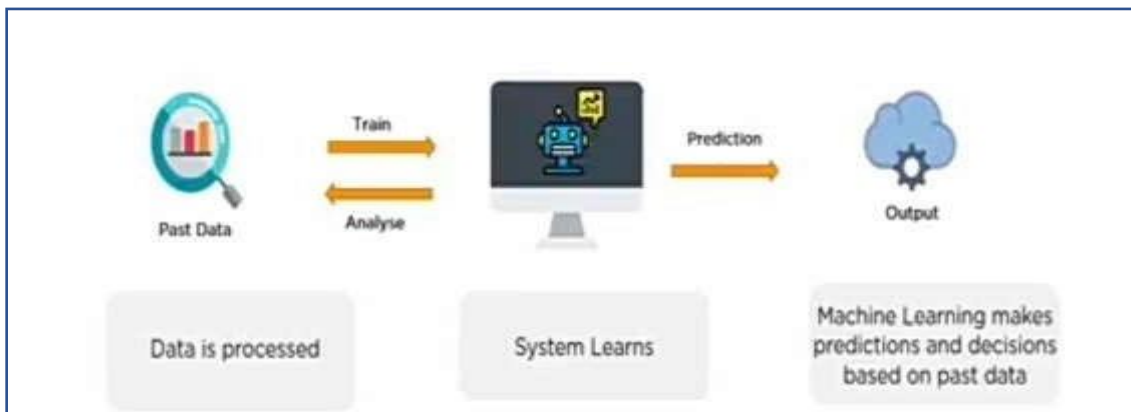 Train
Prediction
Analyse
Past Data
Output
Data is processed
System Learns
Machine Learning makes
predictions and decisions
based on past data